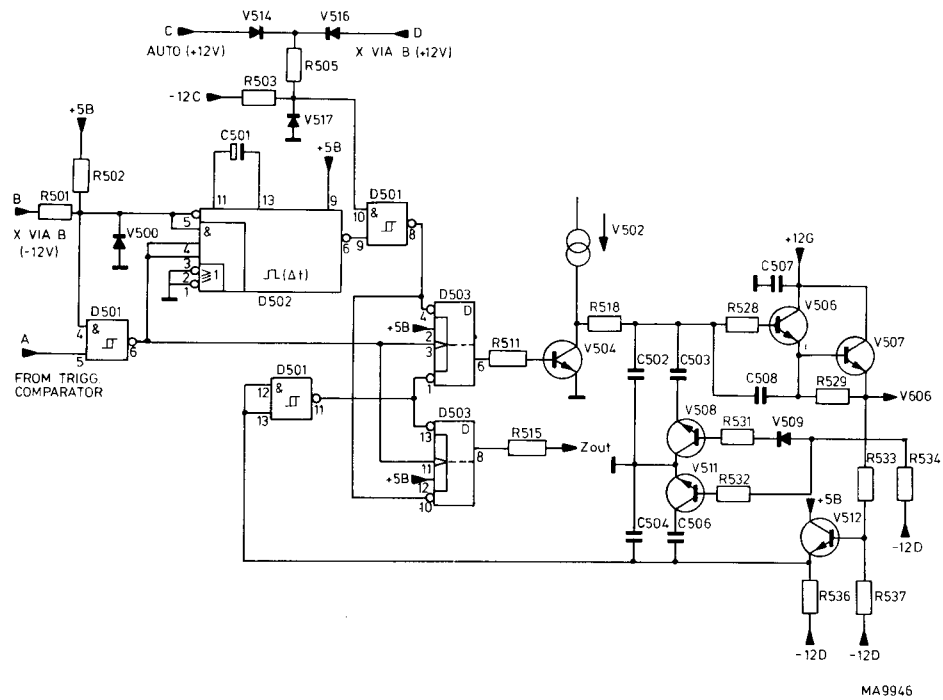 V514
V516
C
D
AUTO (+12V)
X VIA B (+12V)
R505
R503
-12C
V517
+5B
C501
+5B
R502
11
13
9
D501
R501
B
10
&
5
&
6
9
8
X VIA B
(-12V)
V500
4
3
2
1
≥1
(Δt)
D502
V502
+12G
C507
D503
D
D501
4
&
5
6
4
+5B
2
3
R518
R528
V506
V507
A
FROM TRIGG.
COMPARATOR
6
R511
V504
C502
C503
C508
R529
V606
D501
12
&
13
11
1
D503
D
13
V508
R531
V509
8
R515
Zout
R533
R534
11
+5B
12
10
V511
R532
+5B
V512
C504
C506
-12D
R536
R537
-12D
-12D
MA9946